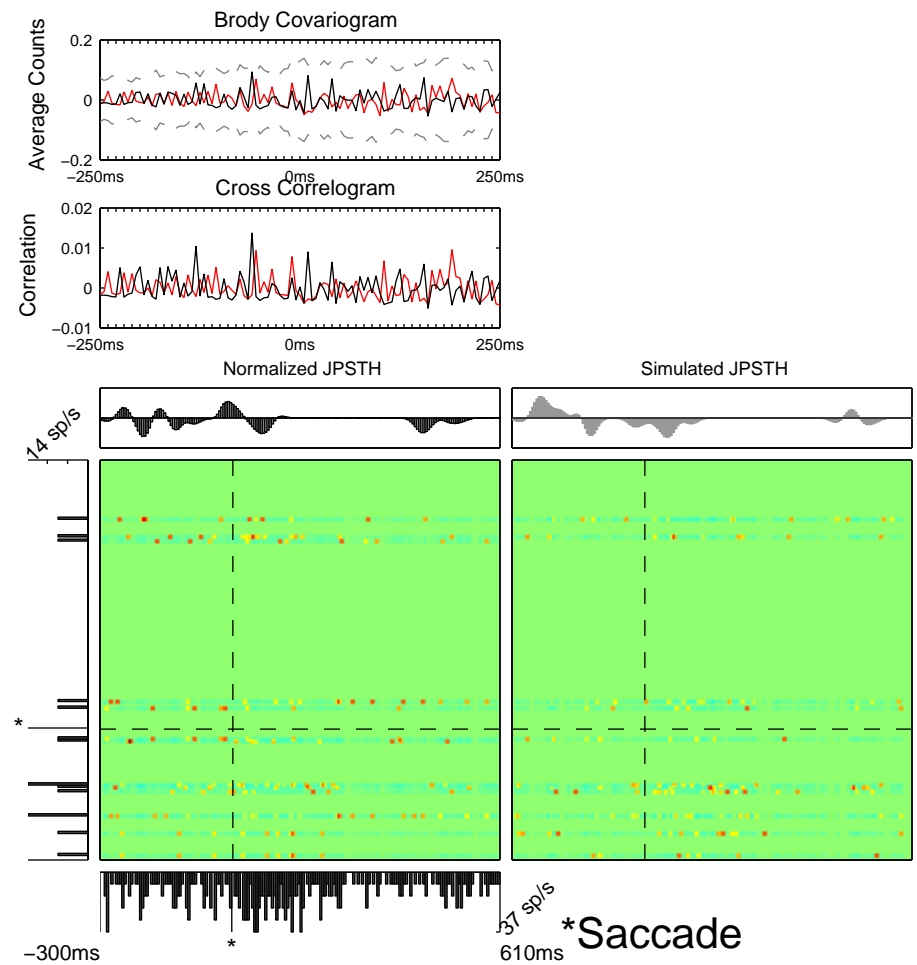 Brody Covariogram
0.2
0
−0.2
Average Counts
−250ms
0ms
250ms
Cross Correlogram
0.02
0.01
0
−0.01
Correlation
−250ms
0ms
250ms
Normalized JPSTH
Simulated JPSTH
14 sp/s
*
*
37 sp/s
−300ms
610ms
*Saccade